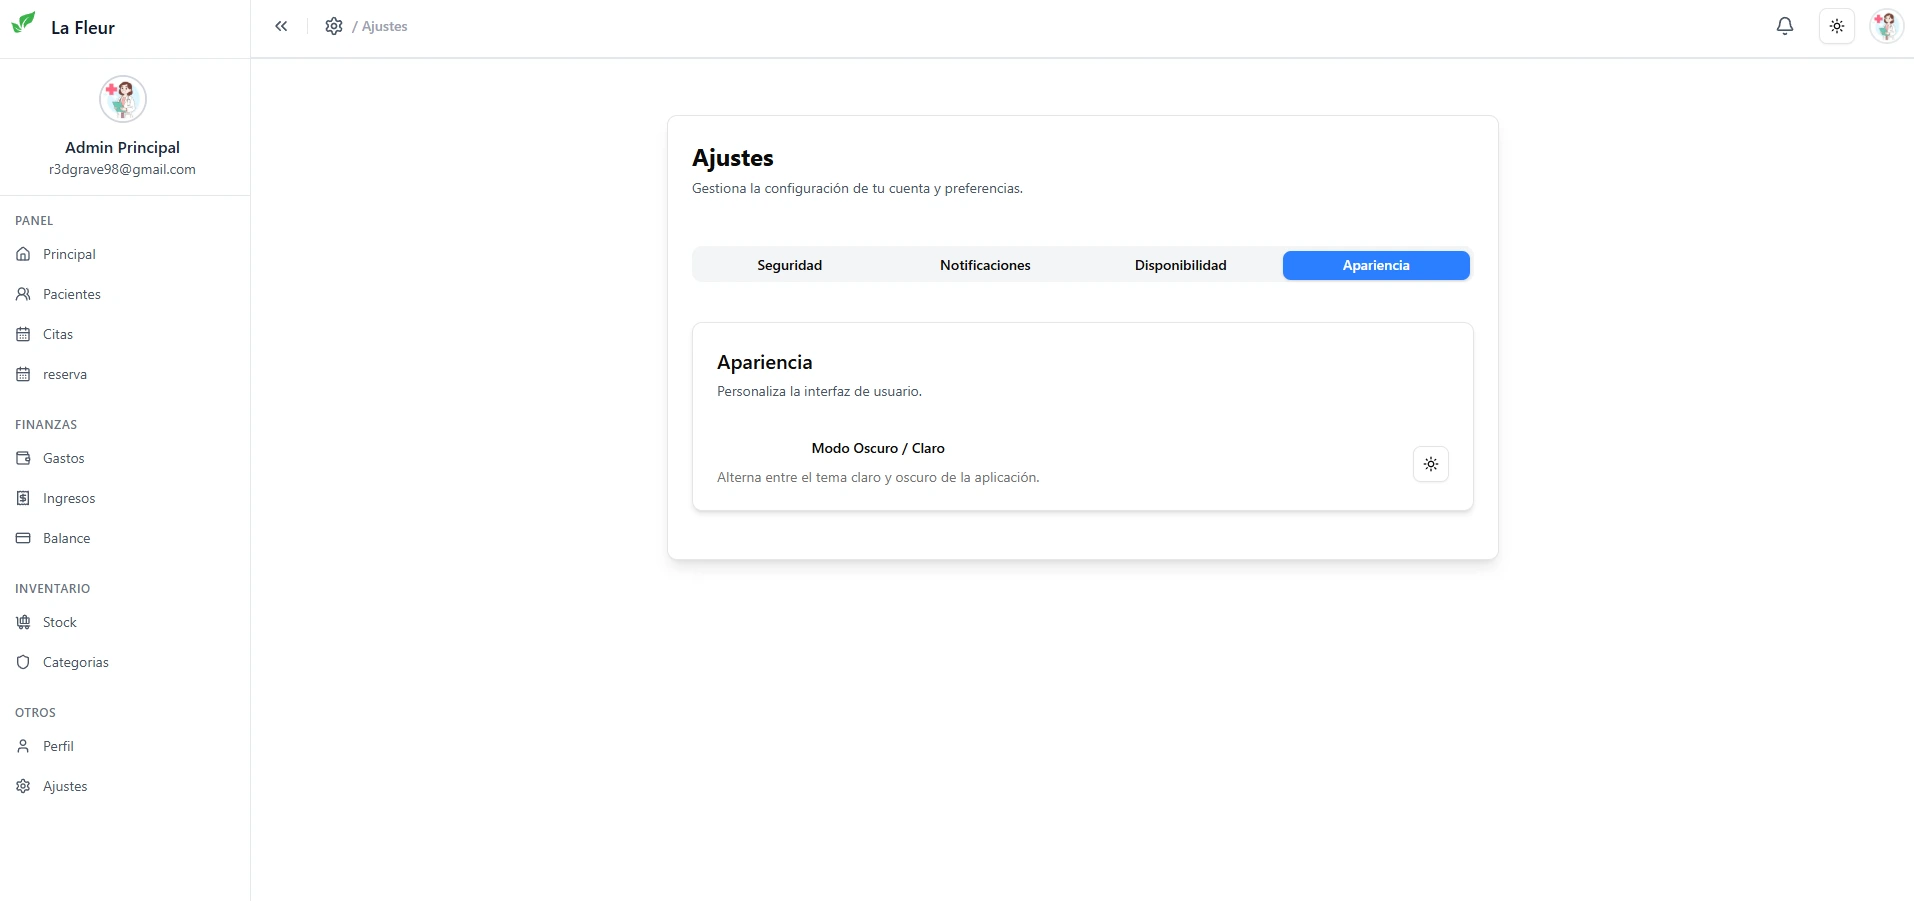 La Fleur
/ Ajustes
Admin Principal
r3dgrave98@gmail.com
PANEL
Principal
Pacientes
Citas
reserva
FINANZAS
Gastos
Ingresos
Balance
INVENTARIO
Stock
Categorias
OTROS
Perfil
Ajustes
Ajustes
Gestiona la configuración de tu cuenta y preferencias.
Seguridad Notificaciones Disponibilidad Apariencia
Apariencia
Personaliza la interfaz de usuario.
Modo Oscuro / Claro
Alterna entre el tema claro y oscuro de la aplicación.